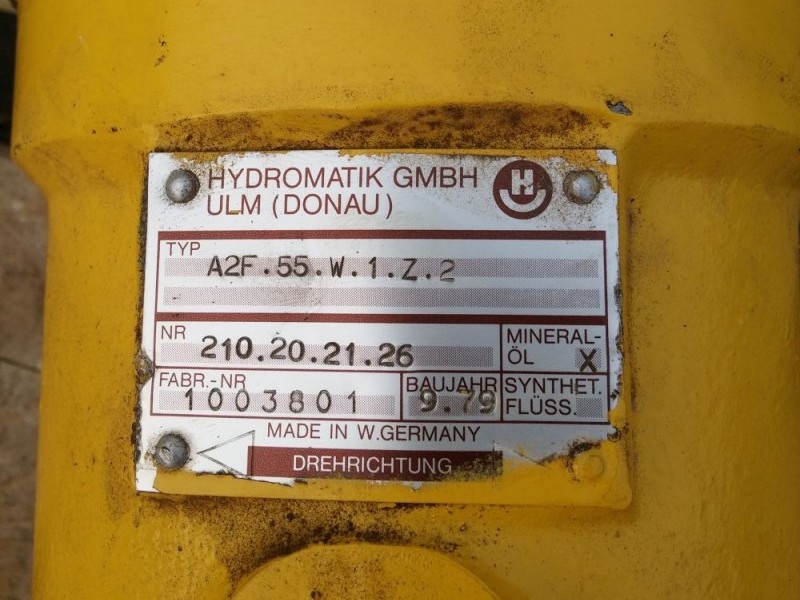 HYDROMATIK GMBH
ULM (DONAU)
H
TYP
A2F.55.W.1.Z.2
NR
210.20.21.26
MINERAL-
ÖL X
FABR.-NR
1003801
BAUJAHR
9.79
SYNTHET.
FLÜSS.
MADE IN W.GERMANY
DREHRICHTUNG